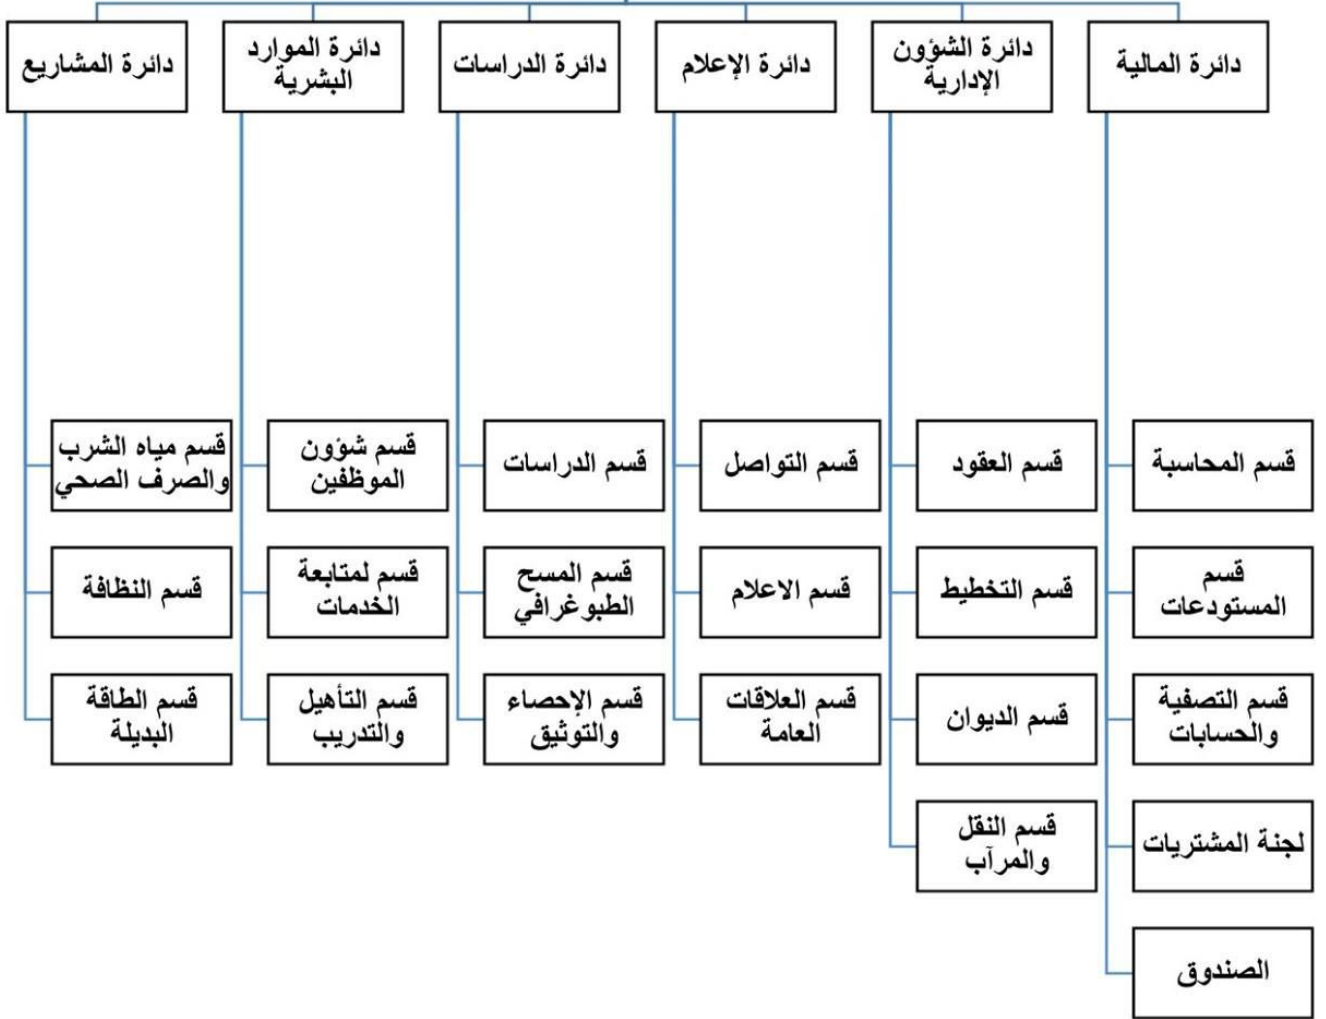 دائرة المالية
دائرة الشؤون
الإدارية
دائرة الإعلام
دائرة الدراسات
دائرة الموارد
البشرية
دائرة المشاريع
قسم المحاسبة
قسم العقود
قسم التواصل
قسم الدراسات
قسم شؤون
الموظفين
قسم مياه الشرب
والصرف الصحي
قسم
المستودعات
قسم التخطيط
قسم الاعلام
قسم المسح
الطبوغرافي
قسم لمتابعة
الخدمات
قسم النظافة
قسم التصفية
والحسابات
قسم الديوان
قسم العلاقات
العامة
قسم الإحصاء
والتوثيق
قسم التأهيل
والتدريب
قسم الطاقة
البديلة
لجنة المشتريات
قسم النقل
والمرآب
الصندوق